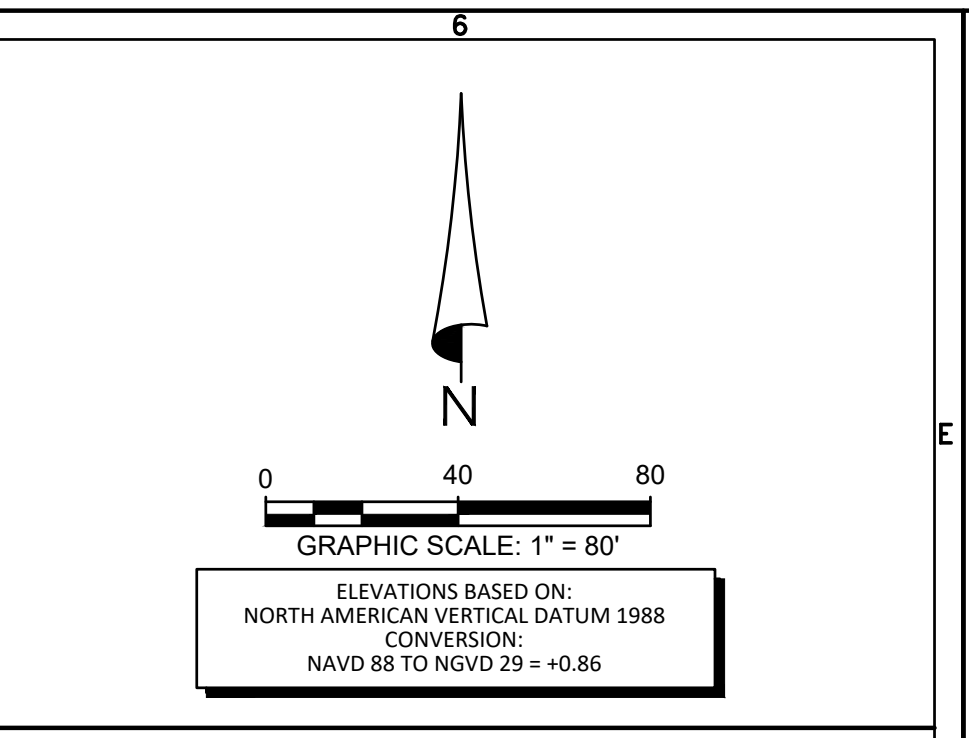 6
N
E
0 40 80
GRAPHIC SCALE: 1" = 80'
ELEVATIONS BASED ON:
NORTH AMERICAN VERTICAL DATUM 1988
CONVERSION:
NAVD 88 TO NGVD 29 = +0.86